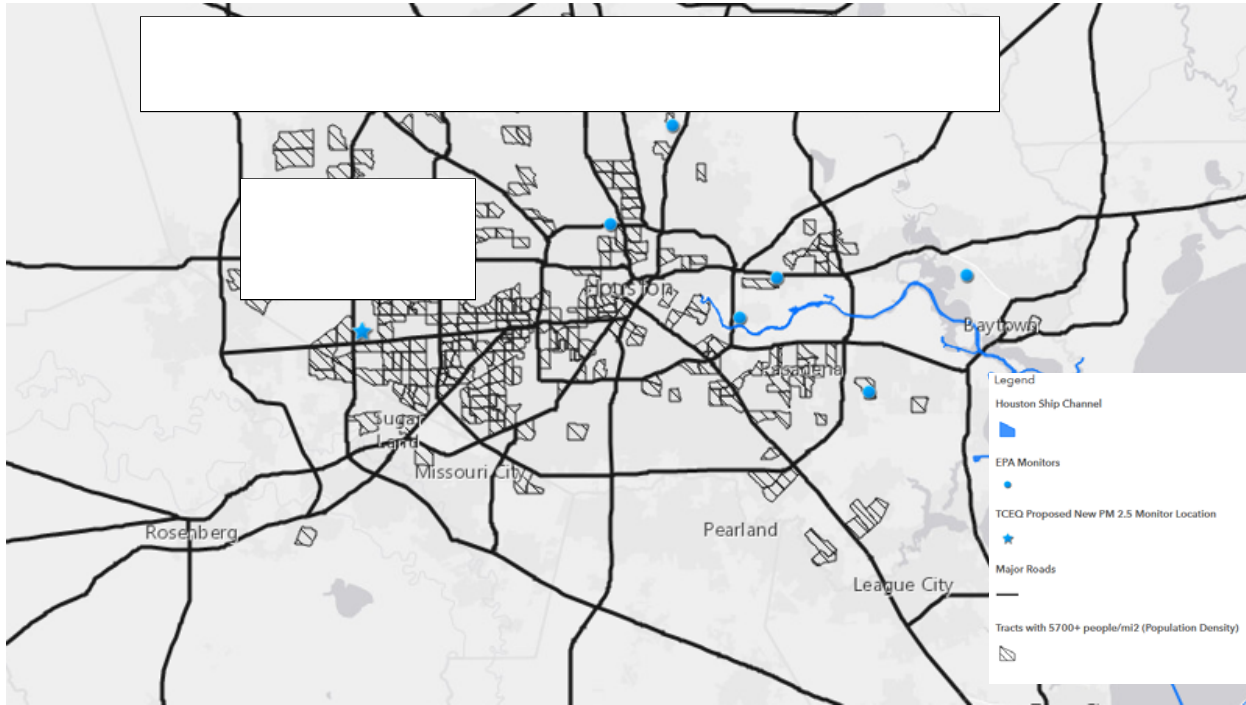 Houston
Baytown
Pasadena
Sugar
Land
Missouri City
Rosenberg
Pearland
League City
Legend
Houston Ship Channel
EPA Monitors
TCEQ Proposed New PM 2.5 Monitor Location
Major Roads
Tracts with 5700+ people/mi2 (Population Density)